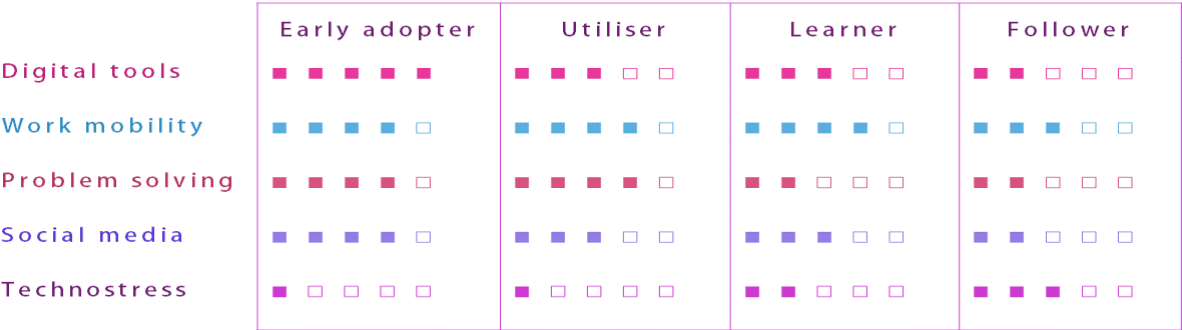 Early adopter Utiliser Learner Follower
Digital tools
Work mobility
Problem solving
Social media
Technostress